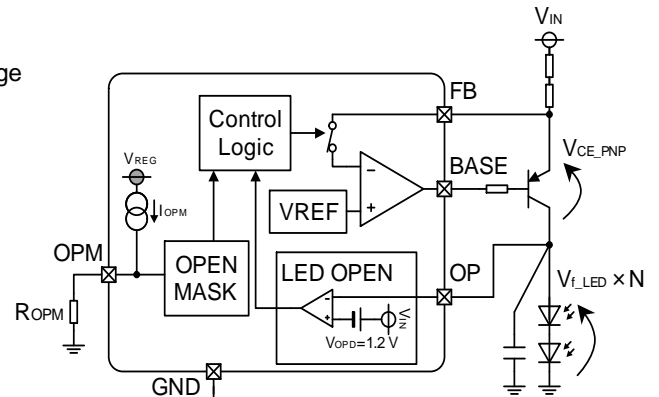 ge
VIN
FB
Control
Logic
VCE_PNP
VREG
BASE
IOPM
VREF
OPM
OPEN
MASK
LED OPEN
OP
Vf_LED × N
ROPM
VIN
VOPD=1.2 V
GND